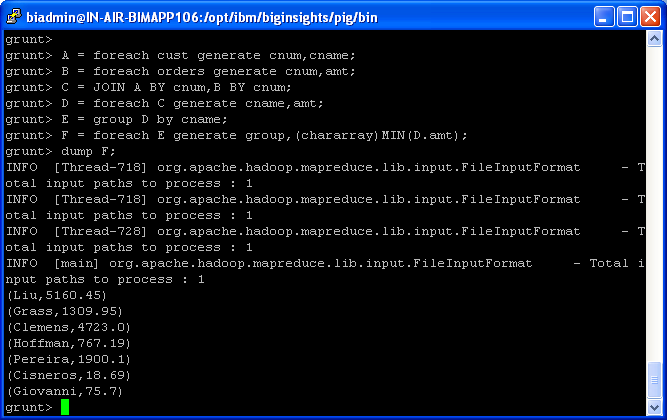 biadmin@IN-AIR-BIMAPP106:/opt/ibm/biginsights/pig/bin
grunt>
grunt> A = foreach cust generate cnum,cname;
grunt> B = foreach orders generate cnum,amt;
grunt> C = JOIN A BY cnum,B BY cnum;
grunt> D = foreach C generate cname,amt;
grunt> E = group D by cname;
grunt> F = foreach E generate group,(chararray)MIN(D.amt);
grunt> dump F;
INFO  [Thread-718] org.apache.hadoop.mapreduce.lib.input.FileInputFormat     - T
otal input paths to process : 1
INFO  [Thread-718] org.apache.hadoop.mapreduce.lib.input.FileInputFormat     - T
otal input paths to process : 1
INFO  [Thread-728] org.apache.hadoop.mapreduce.lib.input.FileInputFormat     - T
otal input paths to process : 1
INFO  [main] org.apache.hadoop.mapreduce.lib.input.FileInputFormat     - Total i
nput paths to process : 1
(Liu,5160.45)
(Grass,1309.95)
(Clemens,4723.0)
(Hoffman,767.19)
(Pereira,1900.1)
(Cisneros,18.69)
(Giovanni,75.7)
grunt>